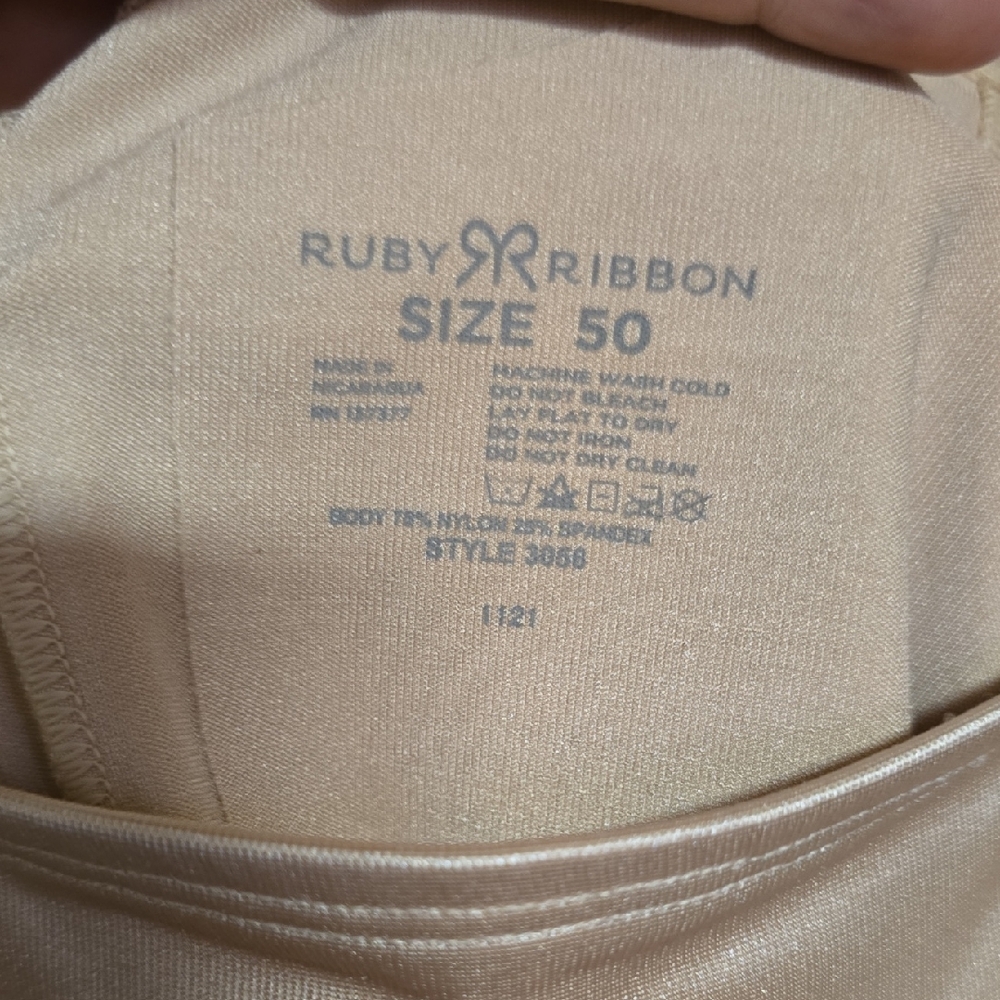 RUBY RIBBON
SIZE 50
MADE IN
NICARAGUA
RN 137377
MACHINE WASH COLD
DO NOT BLEACH
LAY FLAT TO DRY
DO NOT IRON
DO NOT DRY CLEAN
BODY 75% NYLON 25% SPANDEX
STYLE
1121